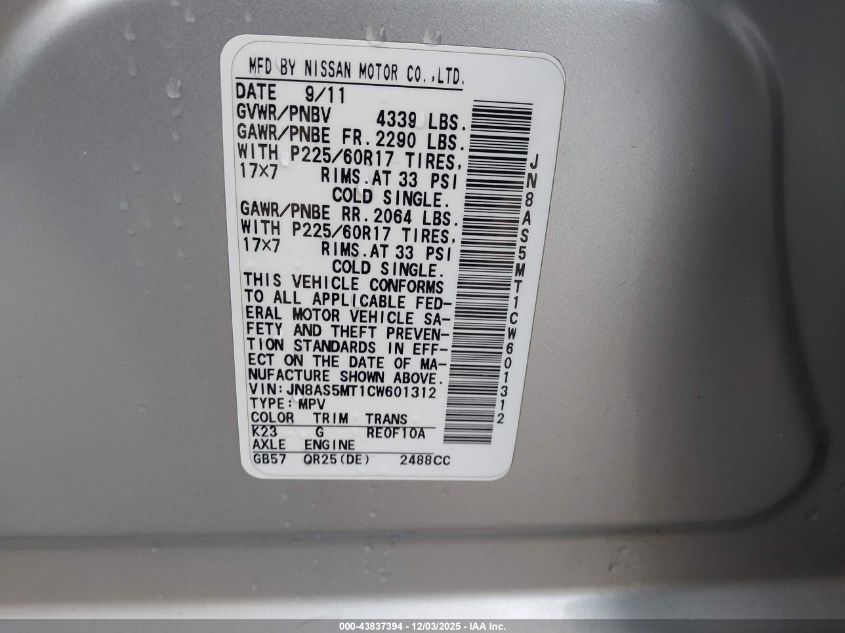 MFD BY NISSAN MOTOR CO.,LTD.
DATE 9/11
GVWR/PNBV 4339 LBS.
GAWR/PNBE FR.2290 LBS.
WITH P225/60R17 TIRES,
17×7 RIMS.AT 33 PSI
COLD SINGLE.
GAWR/PNBE RR.2064 LBS.
WITH P225/60R17 TIRES,
17×7 RIMS.AT 33 PSI
COLD SINGLE.
THIS VEHICLE CONFORMS
TO ALL APPLICABLE FED-
ERAL MOTOR VEHICLE SA-
FETY AND THEFT PREVEN-
TION STANDARDS IN EFF-
ECT ON THE DATE OF MA-
NUFACTURE SHOWN ABOVE.
VIN:JN8AS5MT1CW601312
TYPE:MPV
COLOR TRIM TRANS
K23 G RE0F10A
AXLE ENGINE
GB57 QR25(DE) 2488CC
JN8AS5MT1CW601312
000-43837394 - 12/03/2025 - IAA Inc.